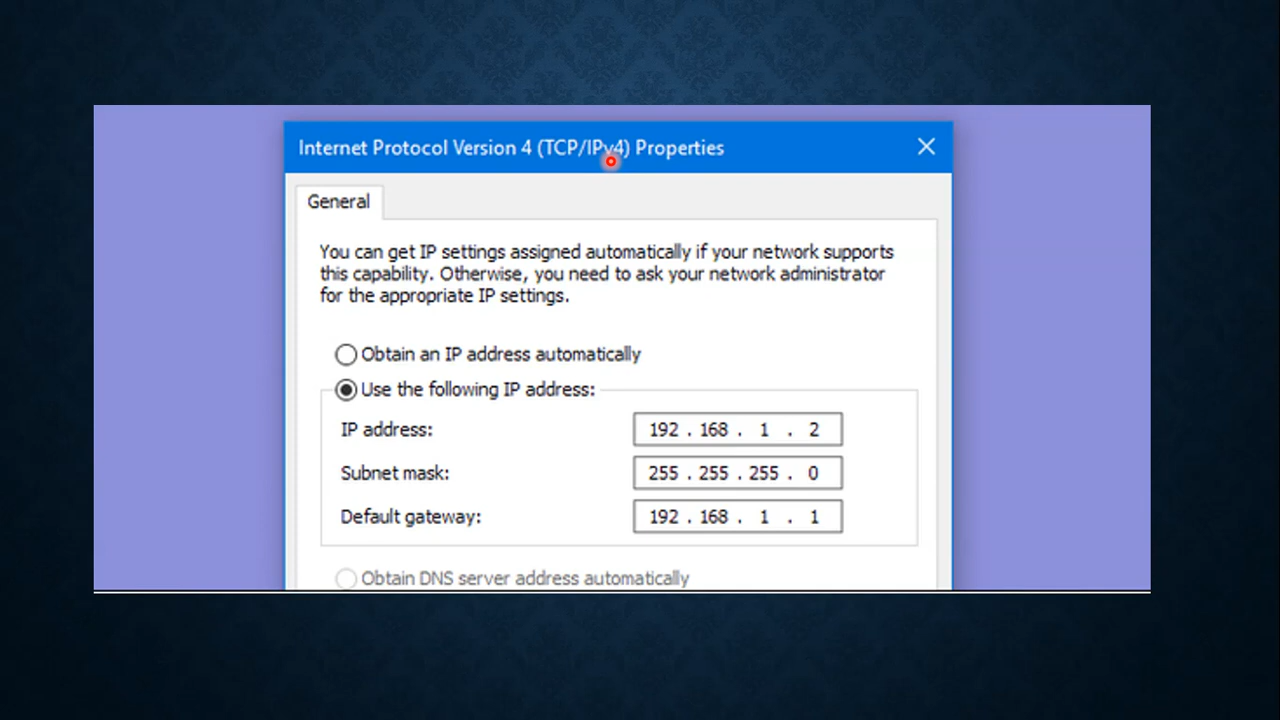 Internet Protocol Version 4 (TCP/IPv4) Properties
General
You can get IP settings assigned automatically if your network supports
this capability. Otherwise, you need to ask your network administrator
for the appropriate IP settings.
Obtain an IP address automatically
Use the following IP address:
IP address: 192 . 168 . 1 . 2
Subnet mask: 255 . 255 . 255 . 0
Default gateway: 192 . 168 . 1 . 1
Obtain DNS server address automatically